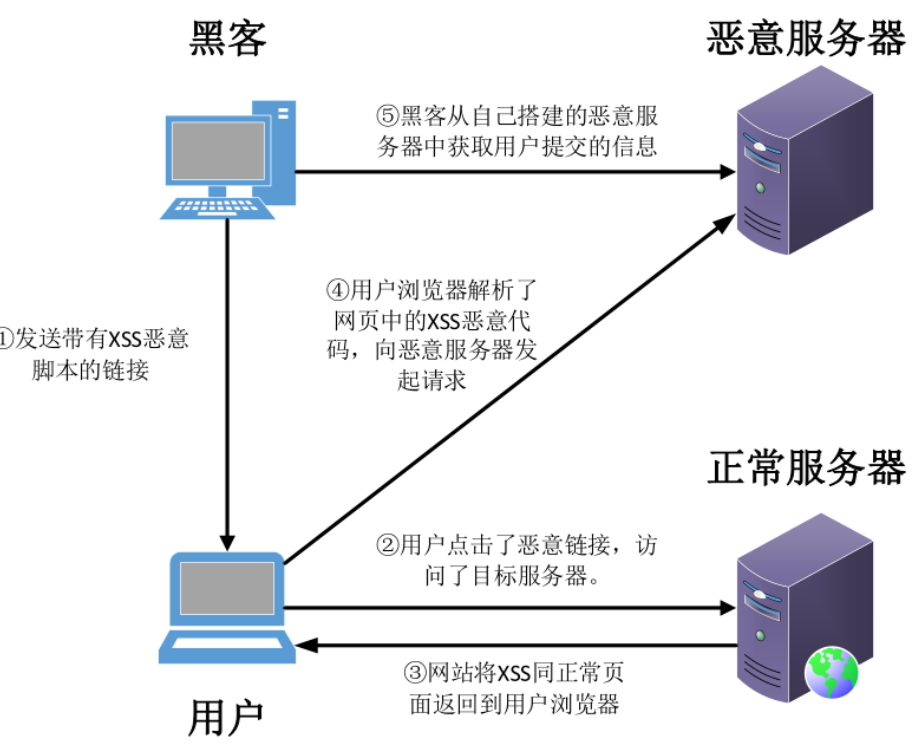 黑客
恶意服务器
⑤黑客从自己搭建的恶意服
务器中获取用户提交的信息
④用户浏览器解析了
网页中的XSS恶意代
码，向恶意服务器发
起请求
①发送带有XSS恶意
脚本的链接
正常服务器
②用户点击了恶意链接，访
问了目标服务器。
③网站将XSS同正常页
面返回到用户浏览器
用户